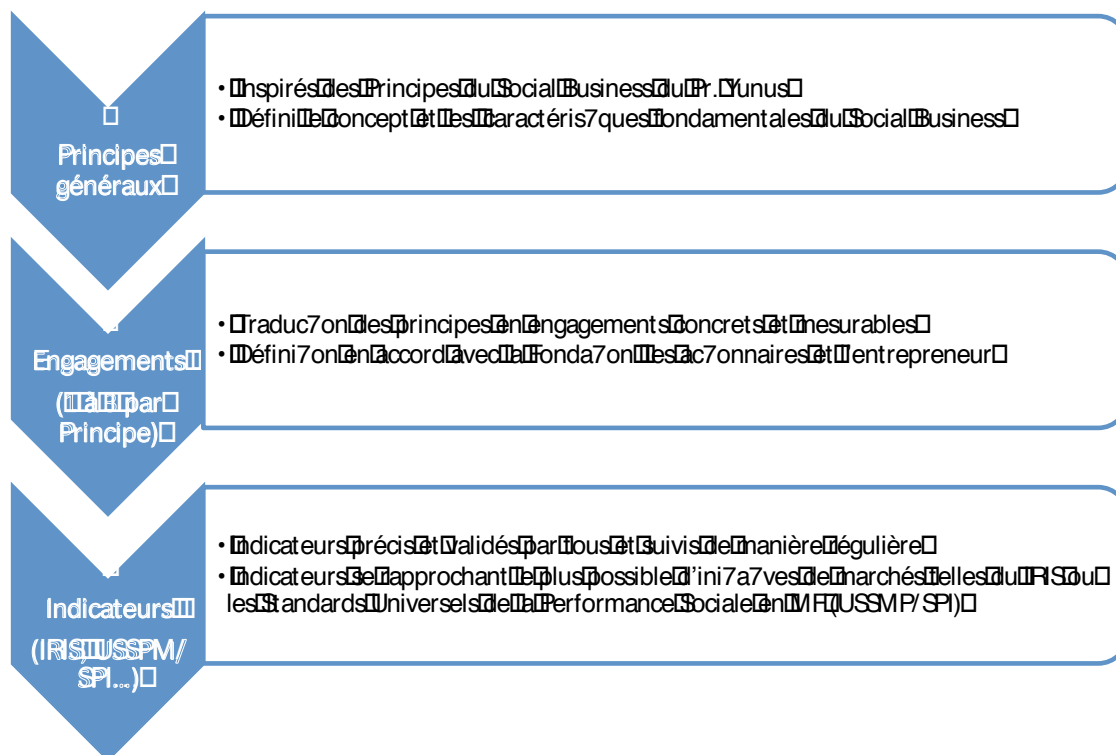 Principes
généraux
• Inspirés des Principes du Social Business du Pr. Yunus
• Défini le concept et les caractéris7ques fondamentales du Social Business
Engagements
(1 à 3 par
Principe)
• Traduc7on des principes en engagements concrets et mesurables
• Défini7on en accord avec la Fonda7on les ac7onnaires et l'entrepreneur
Indicateurs
(IRIS, USSPM/
SPI...)
• Indicateurs précis et validés par tous et suivis de manière régulière
• Indicateurs se rapprochant le plus possible d'ini7a7ves de marchés telles IRIS ou
les Standards Universels de la Performance Sociale en MF (USSMP/ SPI)